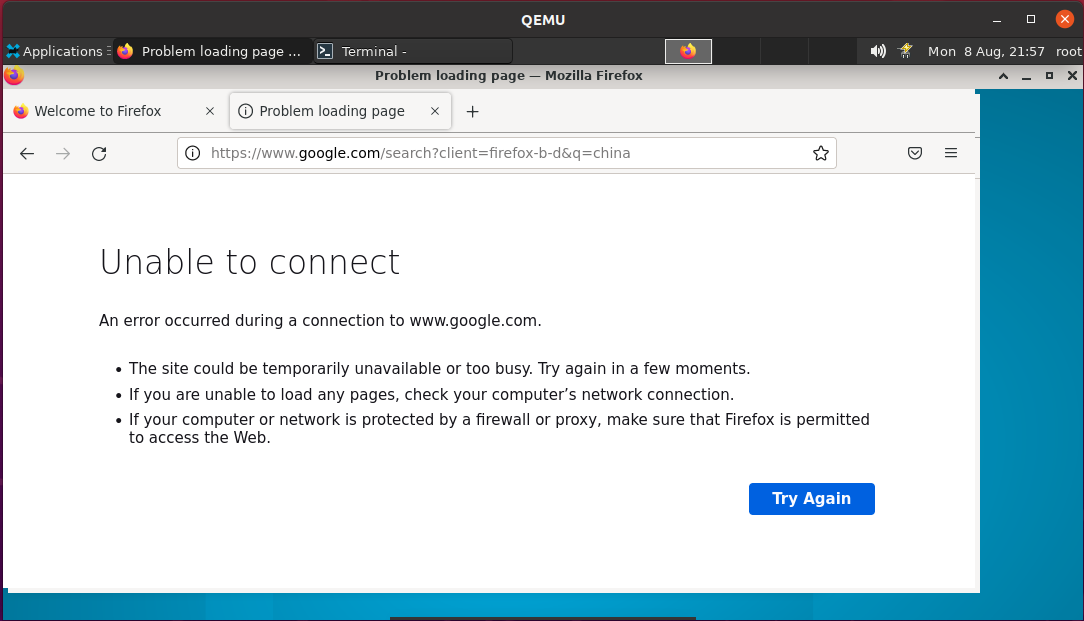 QEMU
Applications Problem loading page ... Terminal - Mon 8 Aug, 21:57 root
Problem loading page — Mozilla Firefox
Welcome to Firefox Problem loading page
https://www.google.com/search?client=firefox-b-d&q=china
Unable to connect
An error occurred during a connection to www.google.com.
• The site could be temporarily unavailable or too busy. Try again in a few moments.
• If you are unable to load any pages, check your computer’s network connection.
• If your computer or network is protected by a firewall or proxy, make sure that Firefox is permitted
to access the Web.
Try Again